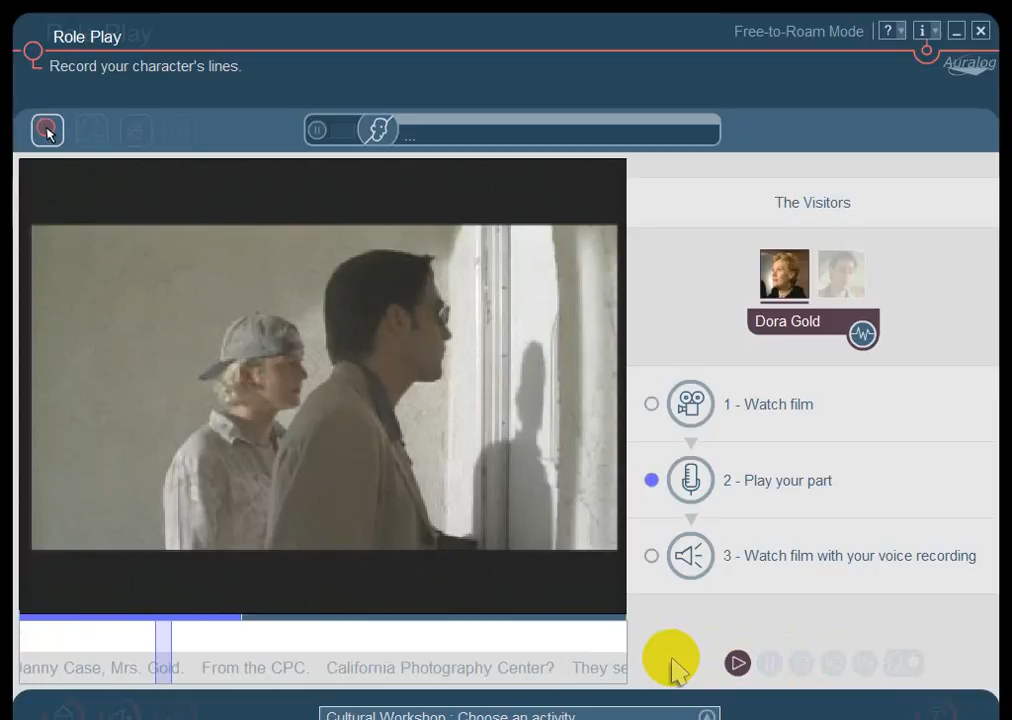 Role Play
Free-to-Roam Mode
?
i
Record your character's lines.
Auralog
...
The Visitors
Dora Gold
1 - Watch film
2 - Play your part
3 - Watch film with your voice recording
anny Case, Mrs. Gold. From the CPC. California Photography Center? They se
Cultural Workshop : Choose an activity